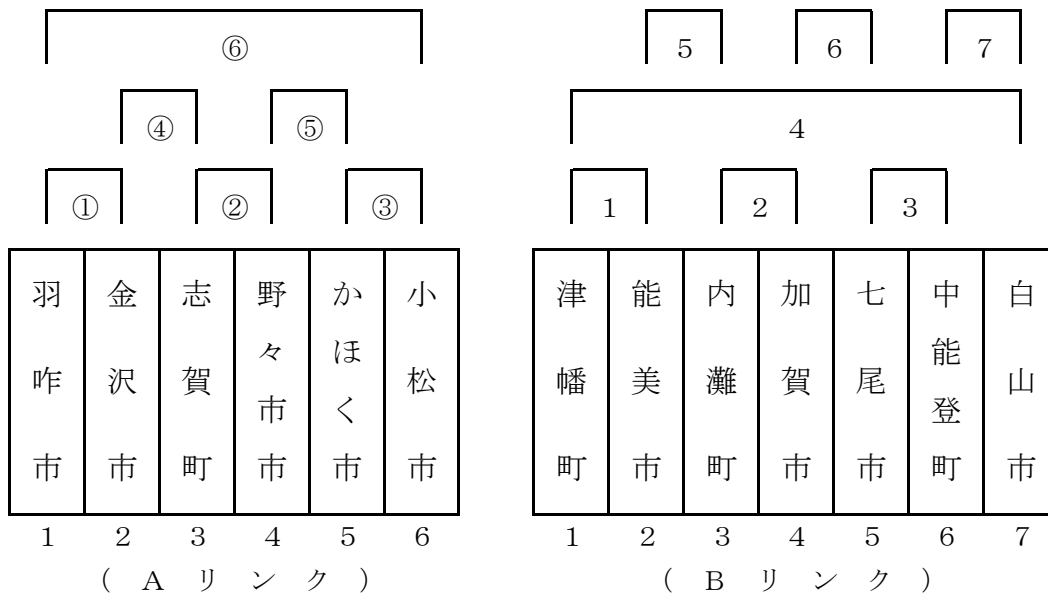 ⑥ 5 6 7
④ ⑤ 4
① ② ③ 1 2 3
羽咋市 金沢市 志賀町 野々市市 かほく市 小松市 津幡町 能美市 内灘町 加賀市 七尾市 中能登町 白山市
1 2 3 4 5 6 1 2 3 4 5 6 7
(Aリンク) (Bリンク)